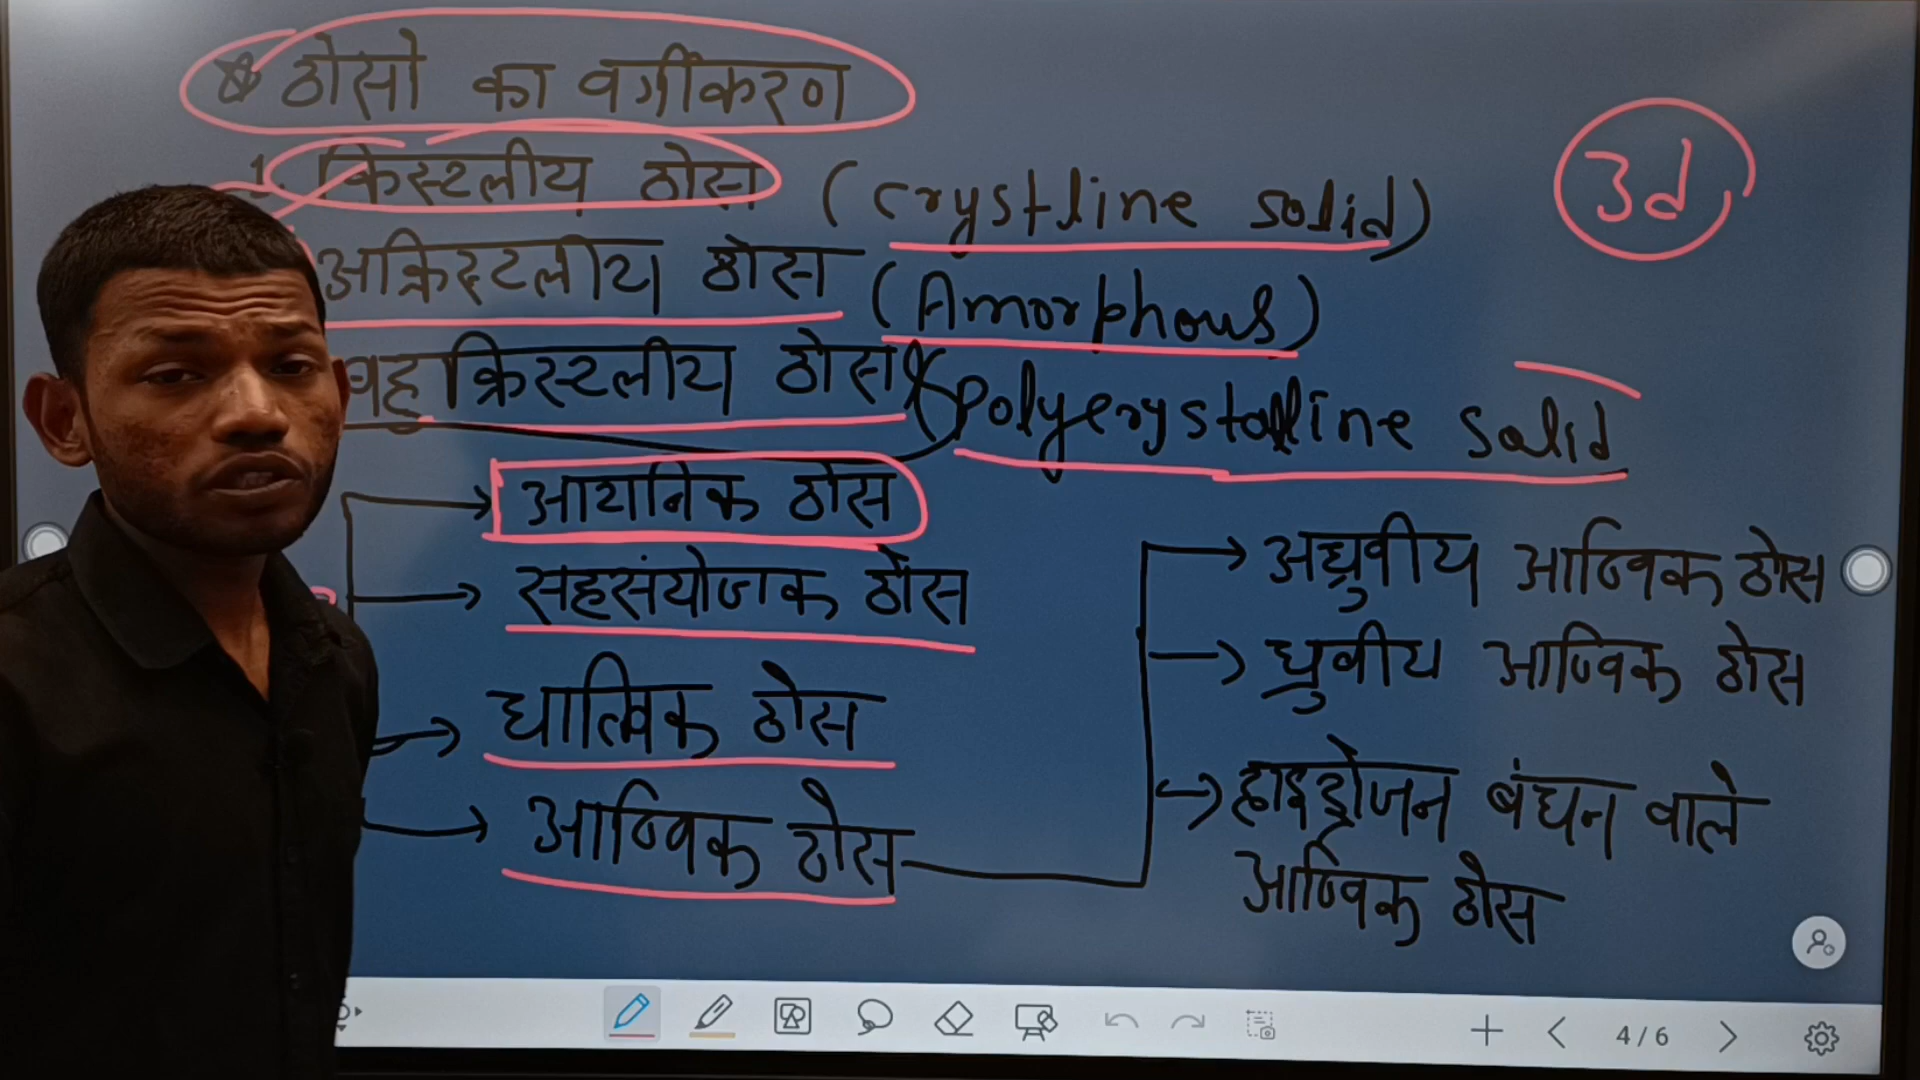 ठोसो का वर्गीकरण
1. क्रिस्टलीय ठोस (Crystline solid)
3d
अक्रिस्टलीय ठोस (Amorphous)
वहु क्रिस्टलीय ठोस (Polycrystalline Solid
आयनिक ठोस
सहसंयोजक ठोस
धात्विक ठोस
आण्विक ठोस
अध्रुवीय आण्विक ठोस
ध्रुवीय आण्विक ठोस
हाइड्रोजन बंधन वाले
आण्विक ठोस
4/6